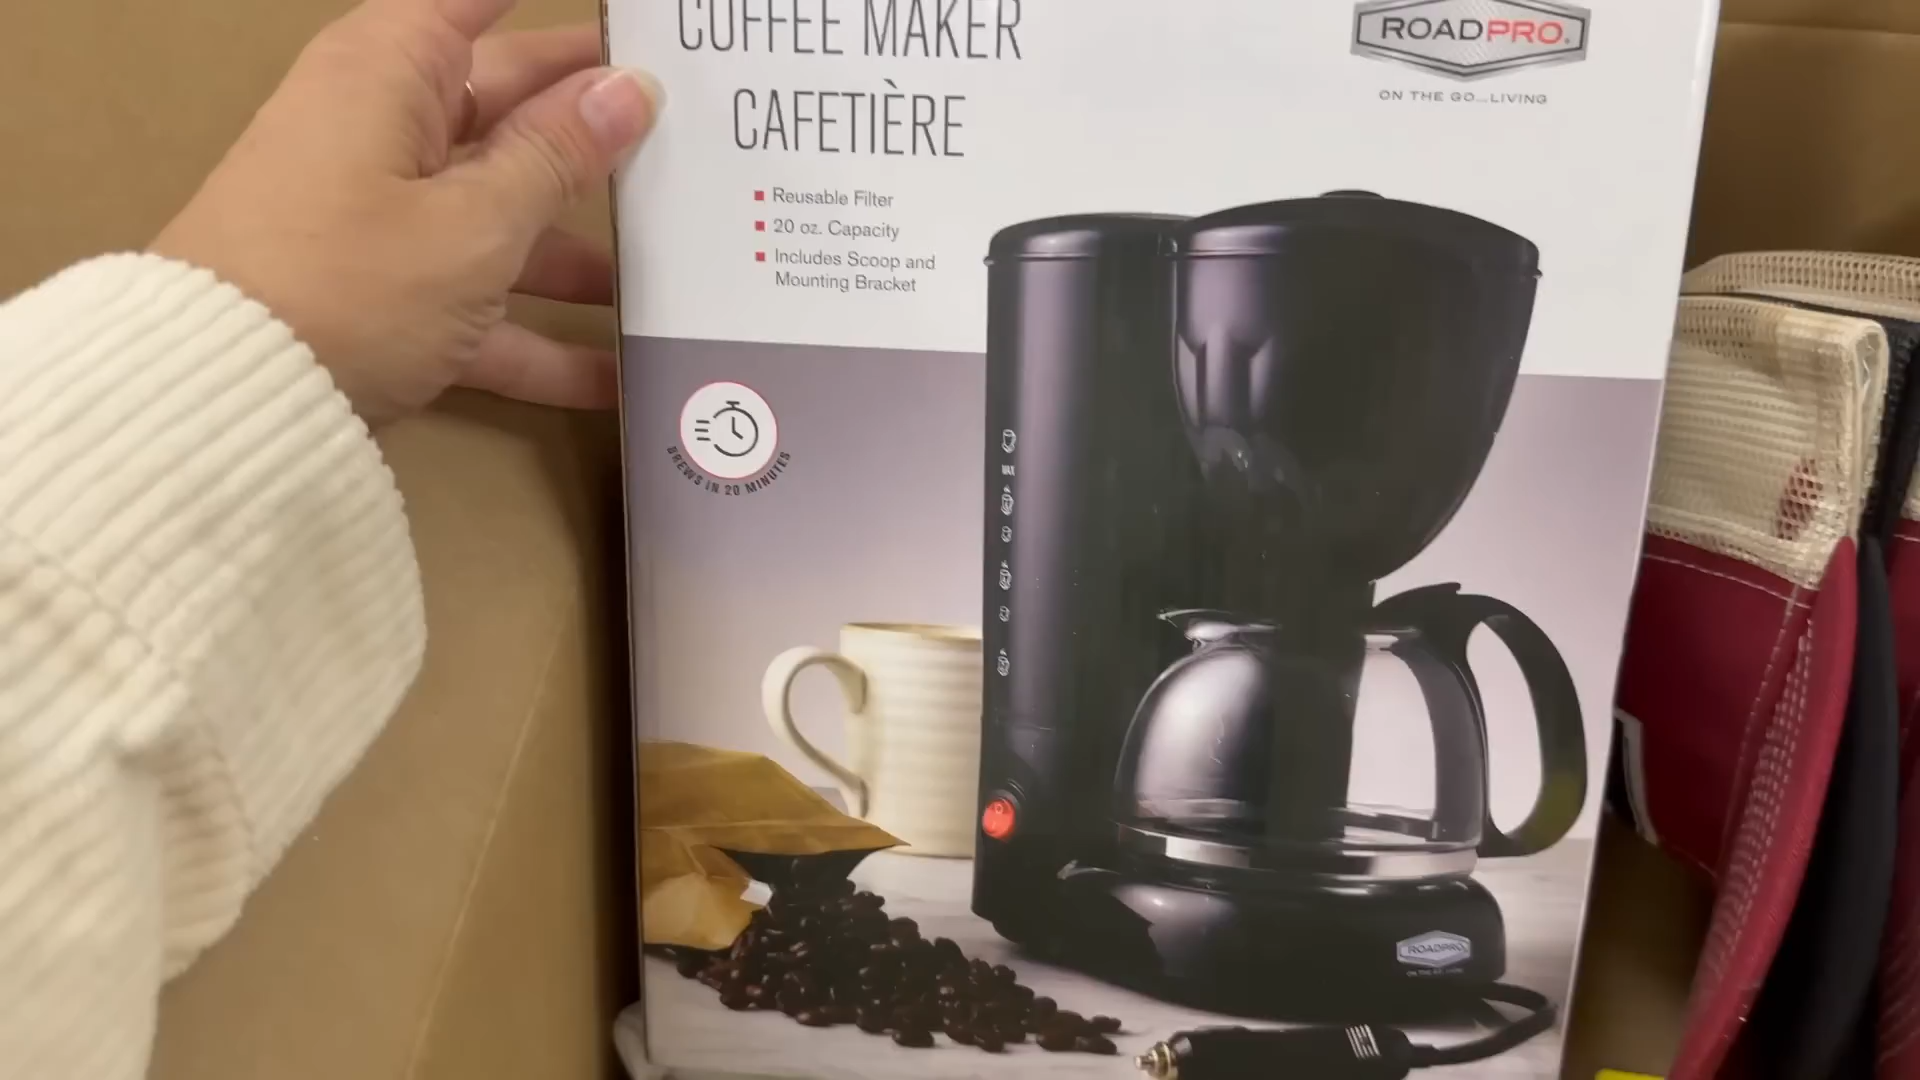 COFFEE MAKER
CAFETIÈRE
ROADPRO.
ON THE GO...LIVING
Reusable Filter
20 oz. Capacity
Includes Scoop and
Mounting Bracket
BREWS IN 20 MINUTES
MAX
ROADPRO